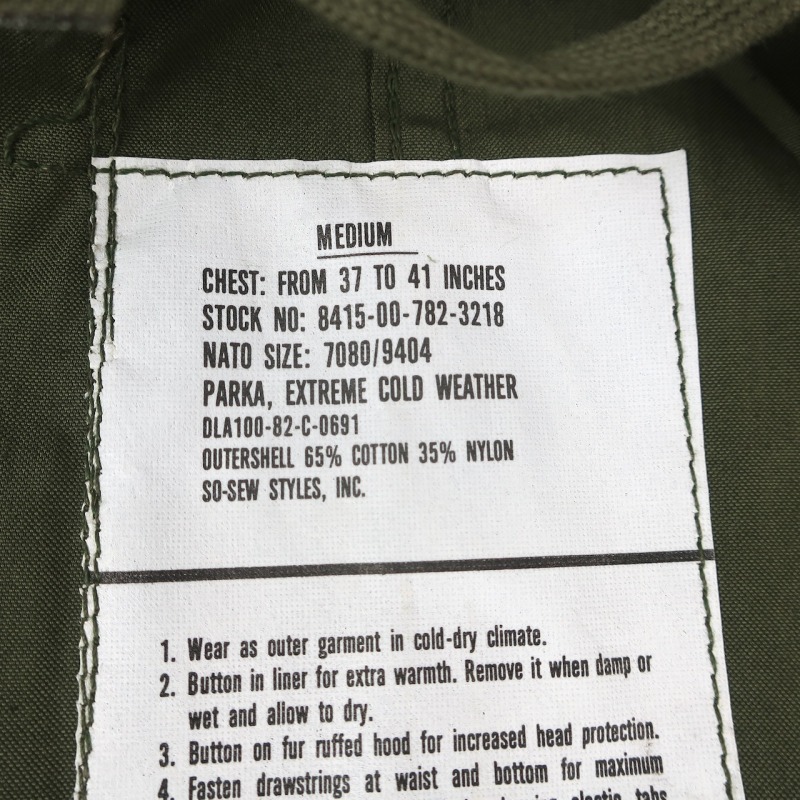 MEDIUM
CHEST: FROM 37 TO 41 INCHES
STOCK NO: 8415-00-782-3218
NATO SIZE: 7080/9404
PARKA, EXTREME COLD WEATHER
DLA100-82-C-0691
OUTERSHELL 65% COTTON 35% NYLON
SO-SEW STYLES, INC.
1. Wear as outer garment in cold-dry climate.
2. Button in liner for extra warmth. Remove it when damp or
wet and allow to dry.
3. Button on fur ruffed hood for increased head protection.
4. Fasten drawstrings at waist and bottom for maximum
elastic tabs